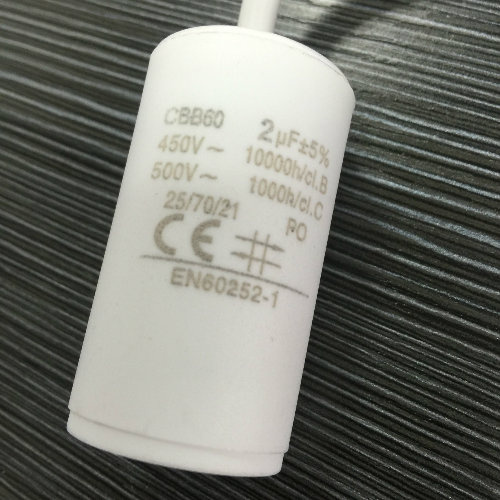 CBB60 2µF±5%
450V~ 10000h/cl.B
500V~ 1000h/cl.C
25/70/21 PO
CE
EN60252-1